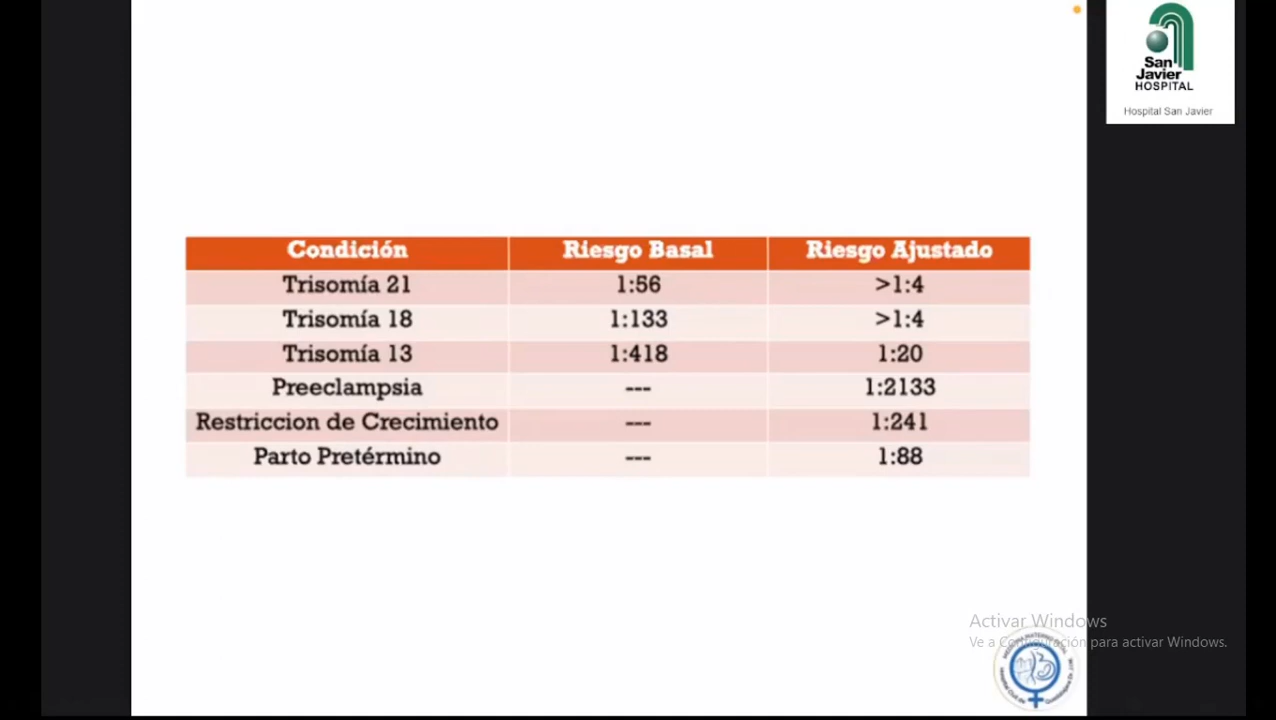 San
Javier
HOSPITAL
Hospital San Javier
Condición Riesgo Basal Riesgo Ajustado
Trisomía 21 1:56 >1:4
Trisomía 18 1:133 >1:4
Trisomía 13 1:418 1:20
Preeclampsia --- 1:2133
Restriccion de Crecimiento --- 1:241
Parto Pretérmino --- 1:88
Activar Windows
Ve a Configuración para activar Windows.